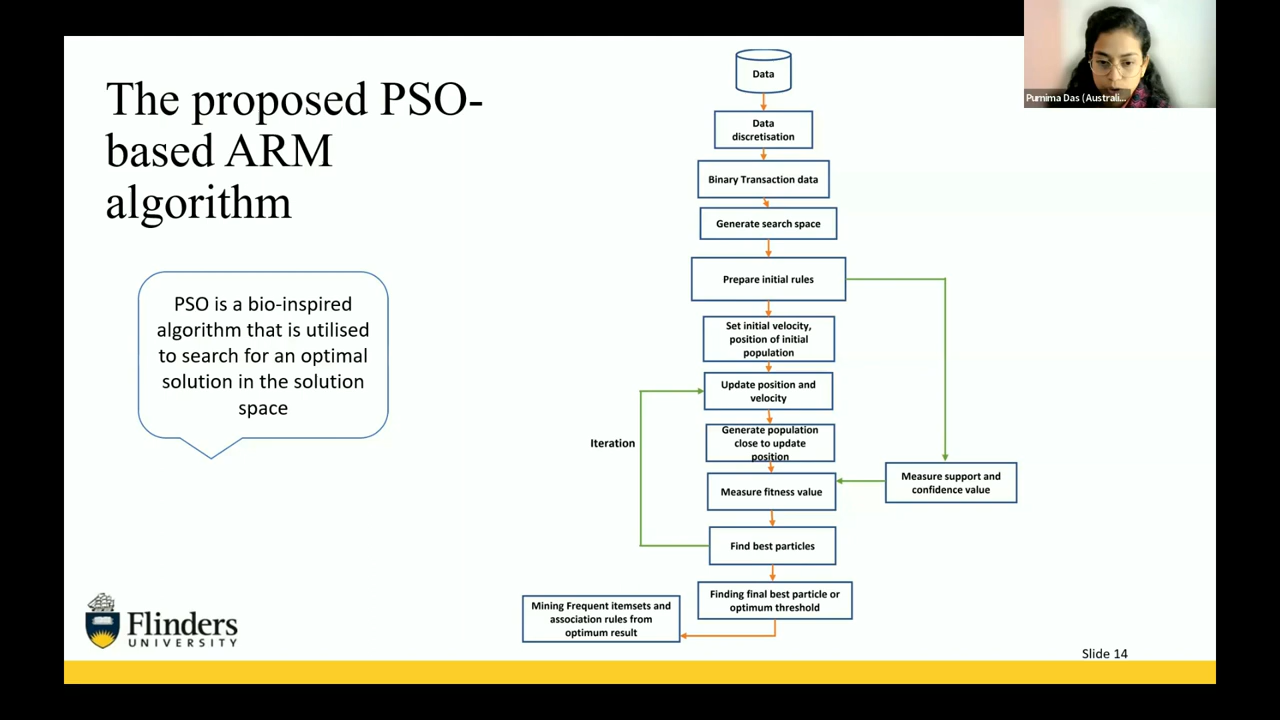 The proposed PSO-
based ARM
algorithm
PSO is a bio-inspired
algorithm that is utilised
to search for an optimal
solution in the solution
space
Data
Data
discretisation
Binary Transaction data
Generate search space
Prepare initial rules
Set initial velocity,
position of initial
population
Update position and
velocity
Iteration
Generate population
close to update
position
Measure fitness value
Measure support and
confidence value
Find best particles
Finding final best particle or
optimum threshold
Mining Frequent itemsets and
association rules from
optimum result
Flinders
UNIVERSITY
Slide 14
Purnima Das (Australi...